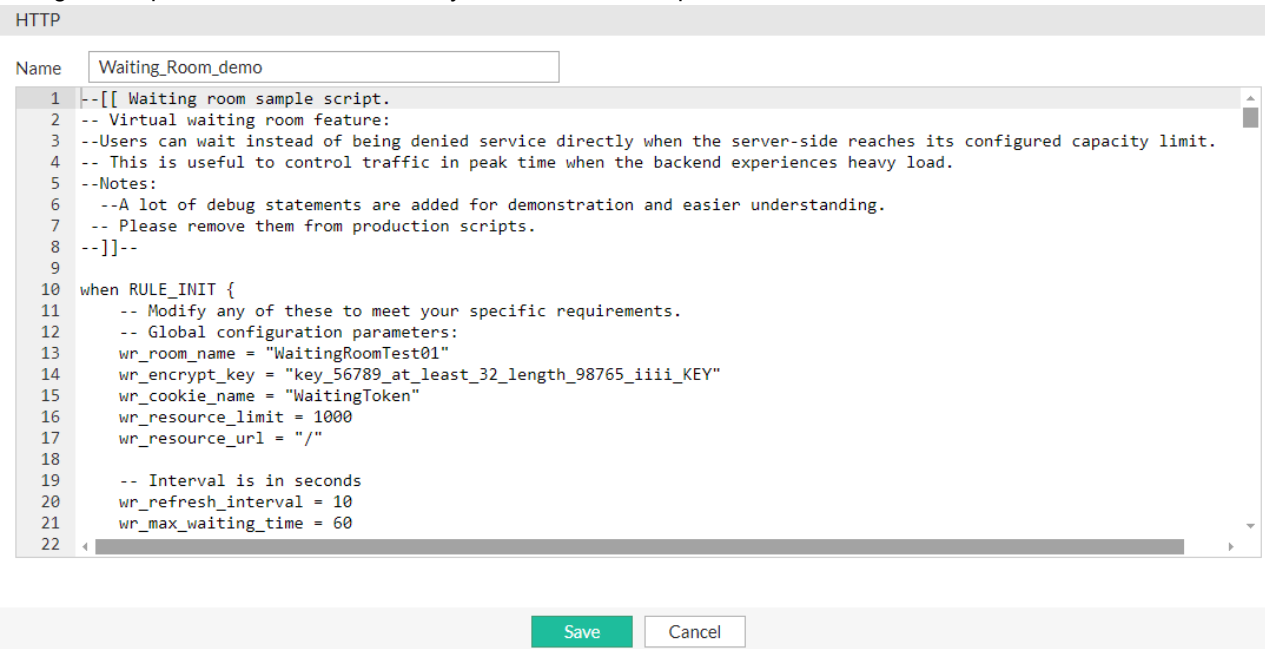 HTTP
Name Waiting_Room_demo
1 --[[ Waiting room sample script.
2 -- Virtual waiting room feature:
3 --Users can wait instead of being denied service directly when the server-side reaches its configured capacity limit.
4 -- This is useful to control traffic in peak time when the backend experiences heavy load.
5 --Notes:
6 --A lot of debug statements are added for demonstration and easier understanding.
7 -- Please remove them from production scripts.
8 --]]--
9
10 when RULE_INIT {
11 -- Modify any of these to meet your specific requirements.
12 -- Global configuration parameters:
13 wr_room_name = "WaitingRoomTest01"
14 wr_encrypt_key = "key_56789_at_least_32_length_98765_iiii_KEY"
15 wr_cookie_name = "WaitingToken"
16 wr_resource_limit = 1000
17 wr_resource_url = "/"
18
19 -- Interval is in seconds
20 wr_refresh_interval = 10
21 wr_max_waiting_time = 60
22
Save Cancel